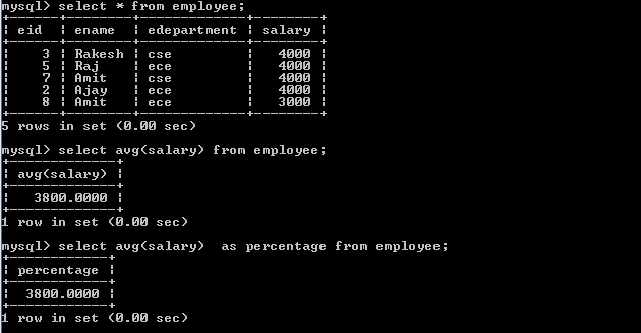 mysql> select * from employee;
+------+--------+-------------+--------+
| eid | ename | edepartment | salary |
+------+--------+-------------+--------+
| 3 | Rakesh | cse | 4000 |
| 5 | Raj | ece | 4000 |
| 7 | Amit | cse | 4000 |
| 2 | Ajay | ece | 4000 |
| 8 | Amit | ece | 3000 |
+------+--------+-------------+--------+
5 rows in set (0.00 sec)
mysql> select avg(salary) from employee;
+-------------+
| avg(salary) |
+-------------+
| 3800.0000 |
+-------------+
1 row in set (0.00 sec)
mysql> select avg(salary)  as percentage from employee;
+------------+
| percentage |
+------------+
| 3800.0000 |
+------------+
1 row in set (0.00 sec)